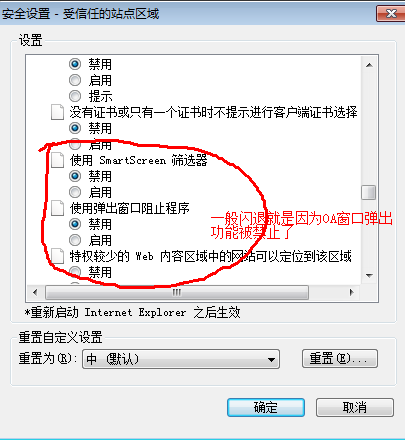 安全设置 - 受信任的站点区域
设置
禁用
启用
提示
没有证书或只有一个证书时不提示进行客户端证书选择
禁用
启用
使用 SmartScreen 筛选器
禁用
启用
使用弹出窗口阻止程序
禁用
启用
一般闪退就是因为OA窗口弹出
功能被禁止了
特权较少的 Web 内容区域中的网站可以定位到该区域
禁用
*重新启动 Internet Explorer 之后生效
重置自定义设置
重置为(R): 中 (默认) 重置(E)...
确定 取消